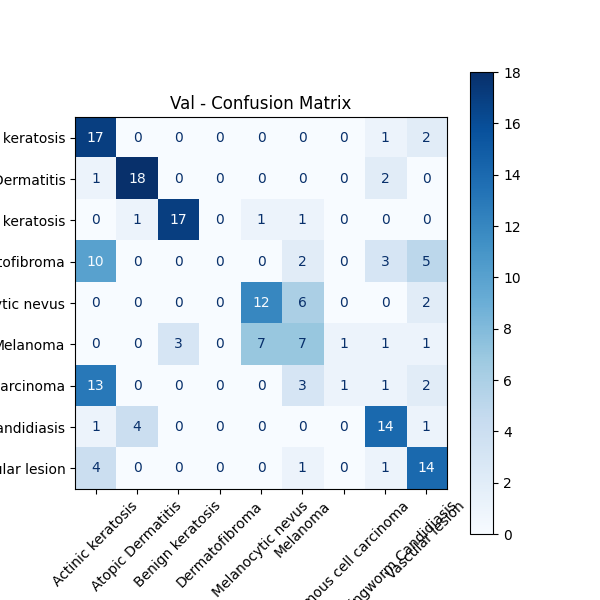 Val - Confusion Matrix
keratosis 17 0 0 0 0 0 0 1 2
Dermatitis 1 18 0 0 0 0 0 2 0
keratosis 0 1 17 0 1 1 0 0 0
tofibroma 10 0 0 0 0 2 0 3 5
tic nevus 0 0 0 0 12 6 0 0 2
Melanoma 0 0 3 0 7 7 1 1 1
arcinoma 13 0 0 0 0 3 1 1 2
andidiasis 1 4 0 0 0 0 0 14 1
ular lesion 4 0 0 0 0 1 0 1 14
Actinic keratosis
Atopic Dermatitis
Benign keratosis
Dermatofibroma
Melanocytic nevus
Melanoma
mous cell carcinoma
ingworm Candidiasis
Vascular lesion
18
16
14
12
10
8
6
4
2
0